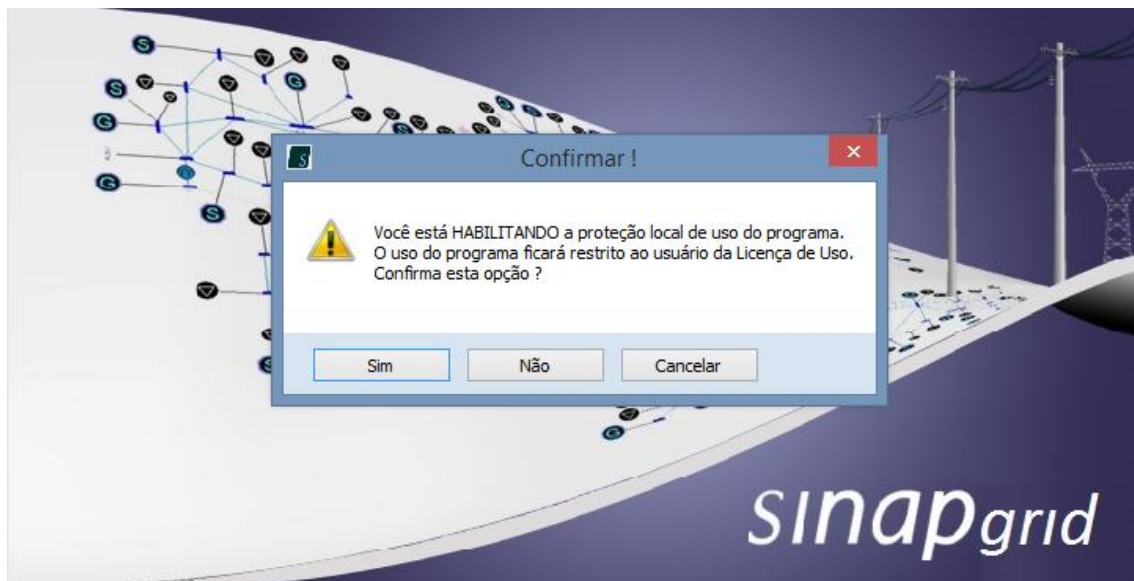 Confirmar !
Você está HABILITANDO a proteção local de uso do programa.
O uso do programa ficará restrito ao usuário da Licença de Uso.
Confirma esta opção ?
Sim
Não
Cancelar
sinapgrid
S
S
G
S
G
G
S
G